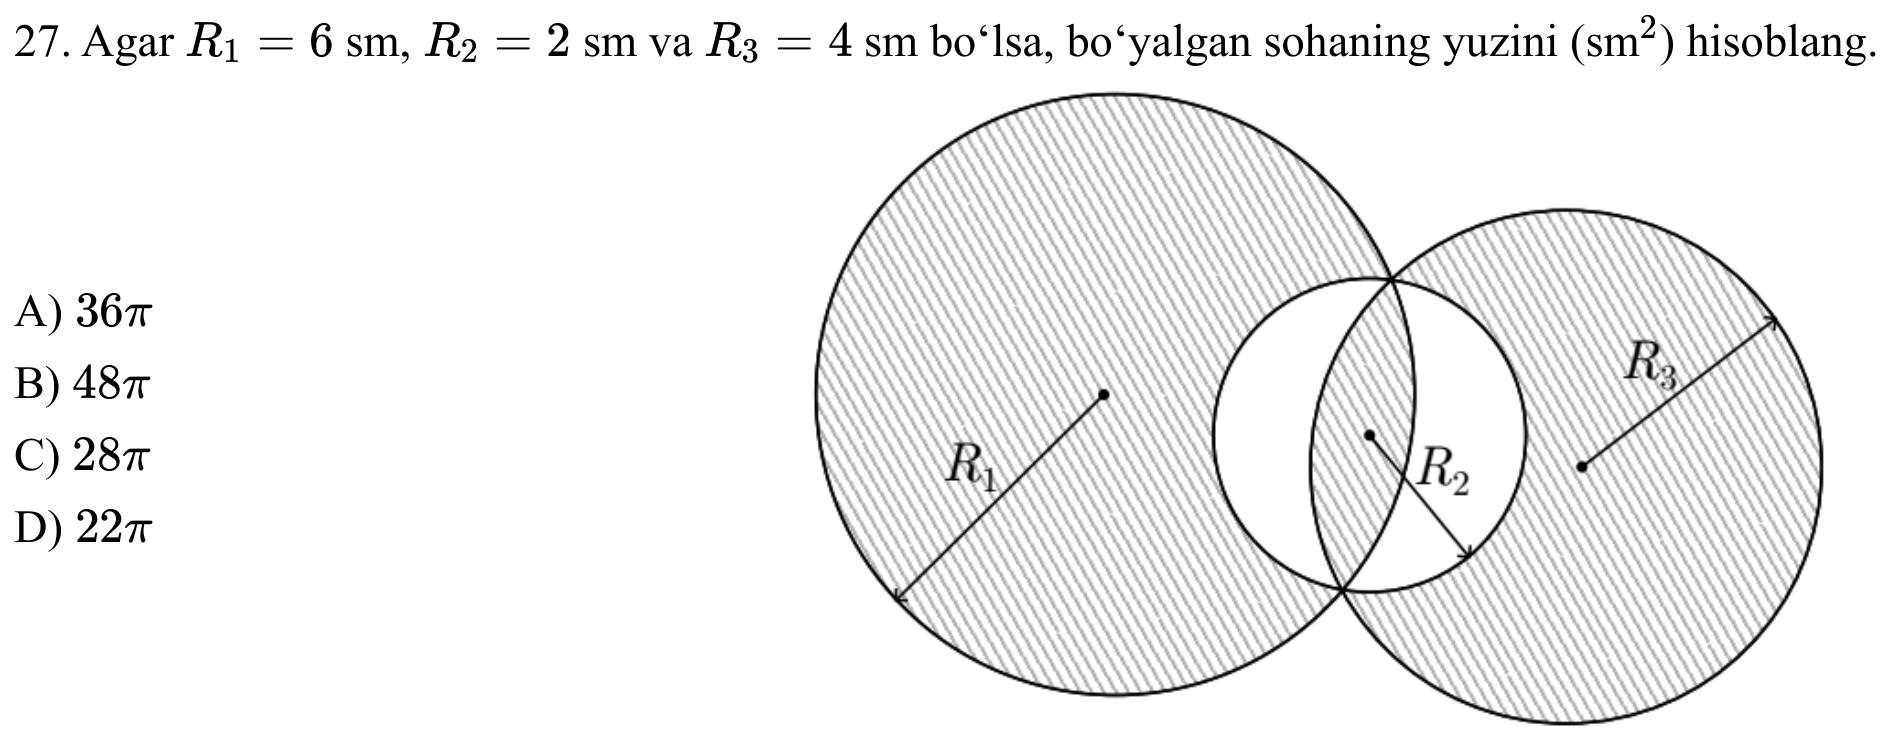 27. Agar R₁ = 6 sm, R₂ = 2 sm va R₃ = 4 sm bo‘lsa, bo‘yalgan sohaning yuzini (sm²) hisoblang.
A) 36π
B) 48π
C) 28π
D) 22π
R₁
R₂
R₃